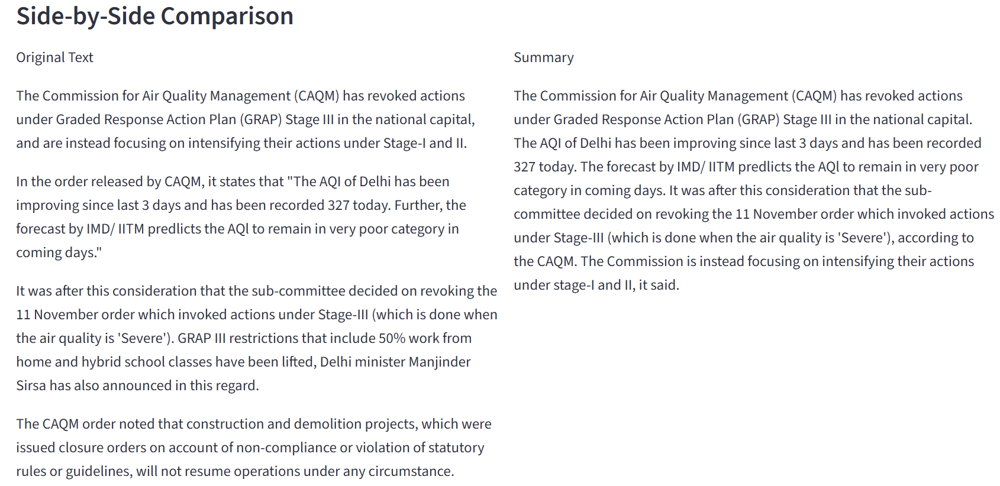 Side-by-Side Comparison
Original Text
The Commission for Air Quality Management (CAQM) has revoked actions
under Graded Response Action Plan (GRAP) Stage III in the national capital,
and are instead focusing on intensifying their actions under Stage-I and II.
In the order released by CAQM, it states that "The AQI of Delhi has been
improving since last 3 days and has been recorded 327 today. Further, the
forecast by IMD/ IITM predlicts the AQl to remain in very poor category in
coming days."
It was after this consideration that the sub-committee decided on revoking the
11 November order which invoked actions under Stage-III (which is done when
the air quality is 'Severe'). GRAP III restrictions that include 50% work from
home and hybrid school classes have been lifted, Delhi minister Manjinder
Sirsa has also announced in this regard.
The CAQM order noted that construction and demolition projects, which were
issued closure orders on account of non-compliance or violation of statutory
rules or guidelines, will not resume operations under any circumstance.
Summary
The Commission for Air Quality Management (CAQM) has revoked actions
under Graded Response Action Plan (GRAP) Stage III in the national capital.
The AQI of Delhi has been improving since last 3 days and has been recorded
327 today. The forecast by IMD/ IITM predlicts the AQl to remain in very poor
category in coming days. It was after this consideration that the sub-
committee decided on revoking the 11 November order which invoked actions
under Stage-III (which is done when the air quality is 'Severe'), according to
the CAQM. The Commission is instead focusing on intensifying their actions
under stage-I and II, it said.